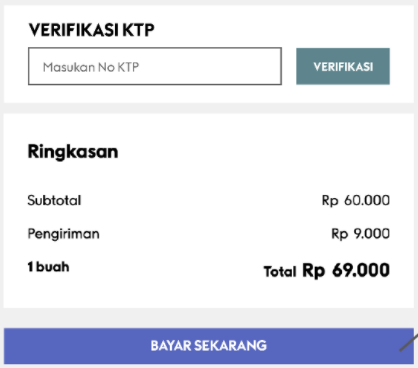 VERIFIKASI KTP
Masukan No KTP
VERIFIKASI
Ringkasan
Subtotal Rp 60.000
Pengiriman Rp 9.000
1 buah Total Rp 69.000
BAYAR SEKARANG